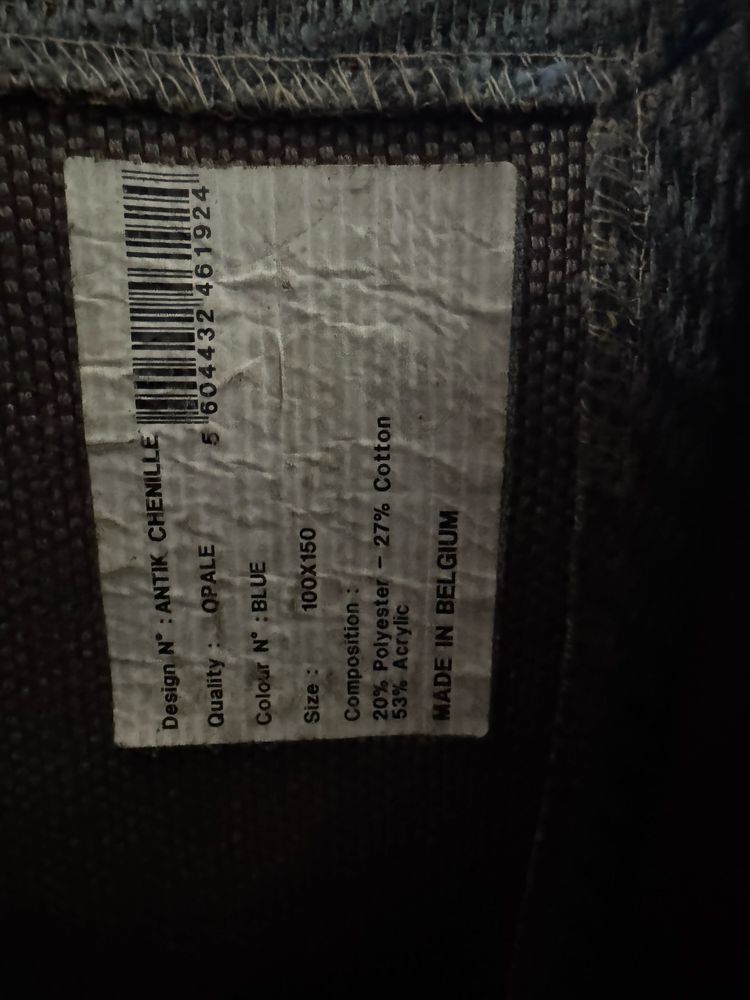 5 604432 461924
Design N° : ANTIK CHENILLE
Quality : OPALE
Colour N° : BLUE
Size : 100X150
Composition :
20% Polyester - 27% Cotton
53% Acrylic
MADE IN BELGIUM